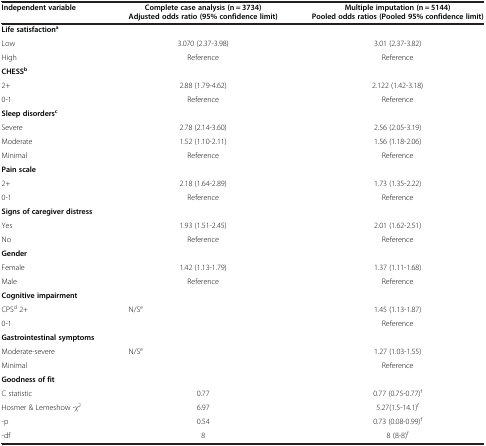 Independent variable Complete case analysis (n = 3734) Multiple imputation (n = 5144)
Adjusted odds ratio (95% confidence limit) Pooled odds ratios (Pooled 95% confidence limit)
Life satisfactionᵃ
Low 3.070 (2.37-3.98) 3.01 (2.37-3.82)
High Reference Reference
CHESSᵇ
2+ 2.88 (1.79-4.62) 2.122 (1.42-3.18)
0-1 Reference Reference
Sleep disordersᶜ
Severe 2.78 (2.14-3.60) 2.56 (2.05-3.19)
Moderate 1.52 (1.10-2.11) 1.56 (1.18-2.06)
Minimal Reference Reference
Pain scale
2+ 2.18 (1.64-2.89) 1.73 (1.35-2.22)
0-1 Reference Reference
Signs of caregiver distress
Yes 1.93 (1.51-2.45) 2.01 (1.62-2.51)
No Reference Reference
Gender
Female 1.42 (1.13-1.79) 1.37 (1.11-1.68)
Male Reference Reference
Cognitive impairment
CPSᵈ 2+ N/Sᵉ 1.45 (1.13-1.87)
0-1 Reference
Gastrointestinal symptoms
Moderate-severe N/Sᵉ 1.27 (1.03-1.55)
Minimal Reference
Goodness of fit
C statistic 0.77 0.77 (0.75-0.77)ᶠ
Hosmer & Lemeshow -χ² 6.97 5.27(1.5-14.1)ᶠ
-p 0.54 0.73 (0.08-0.99)ᶠ
-df 8 8 (8-8)ᶠ